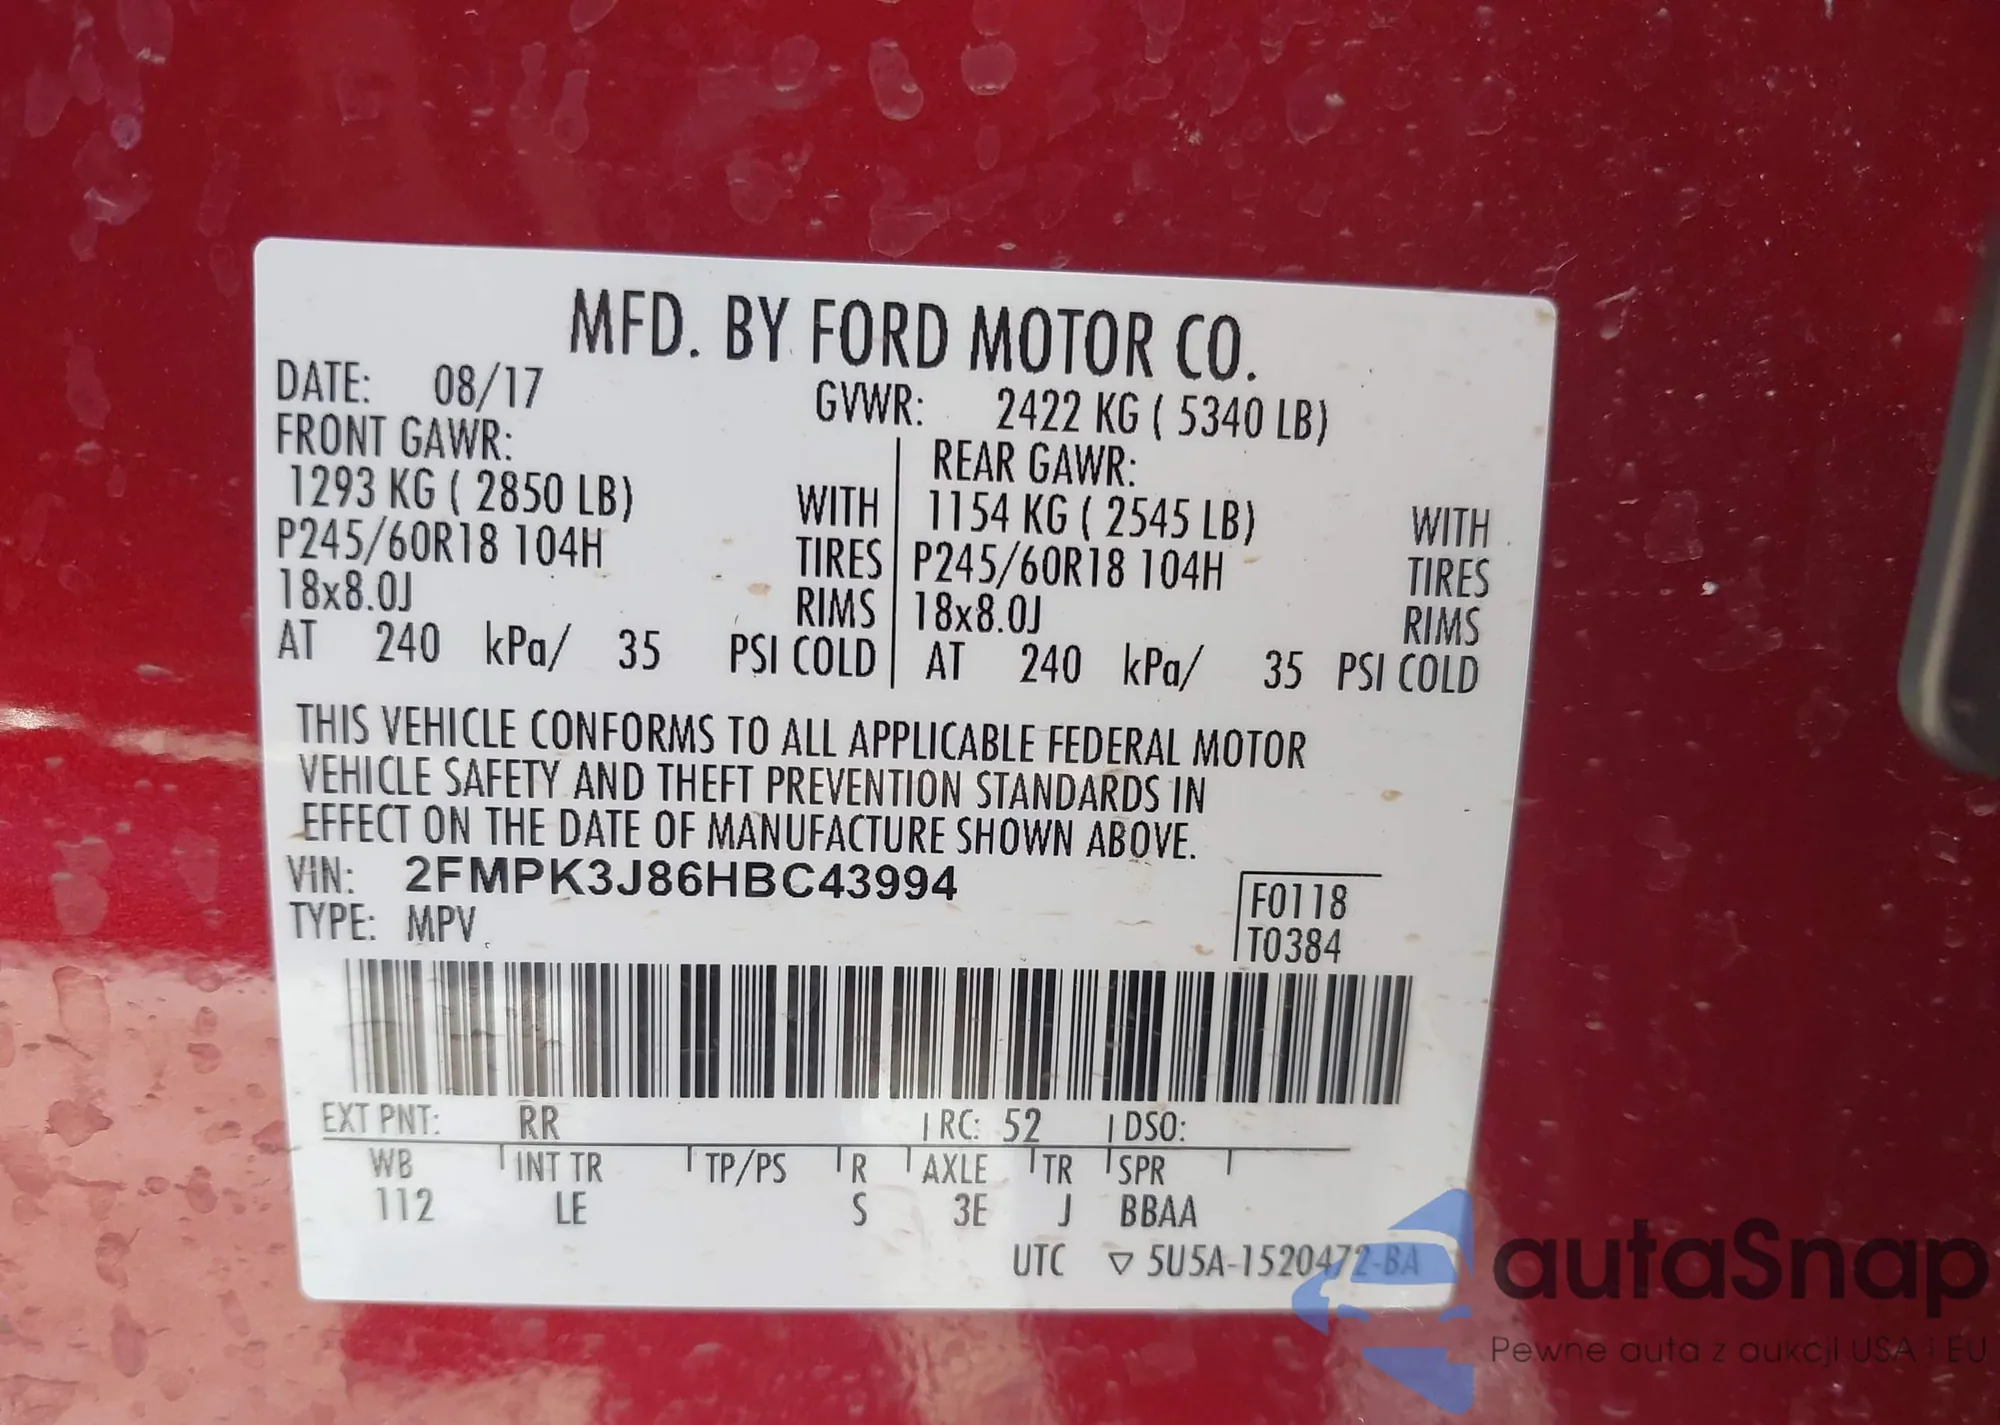 MFD. BY FORD MOTOR CO.
DATE: 08/17
GVWR: 2422 KG ( 5340 LB)
FRONT GAWR:
1293 KG ( 2850 LB) WITH
P245/60R18 104H TIRES
18x8.0J RIMS
AT 240 kPa/ 35 PSI COLD
REAR GAWR:
1154 KG ( 2545 LB) WITH
P245/60R18 104H TIRES
18x8.0J RIMS
AT 240 kPa/ 35 PSI COLD
THIS VEHICLE CONFORMS TO ALL APPLICABLE FEDERAL MOTOR
VEHICLE SAFETY AND THEFT PREVENTION STANDARDS IN
EFFECT ON THE DATE OF MANUFACTURE SHOWN ABOVE.
VIN: 2FMPK3J86HBC43994
TYPE: MPV
F0118
T0384
EXT PNT: RR RC: 52 DSO:
WB INT TR TP/PS R AXLE TR SPR
112 LE S 3E J BBAA
UTC ▽ 5U5A-1520472-BA
autaSnap
Pewne auta z aukcji USA i EU